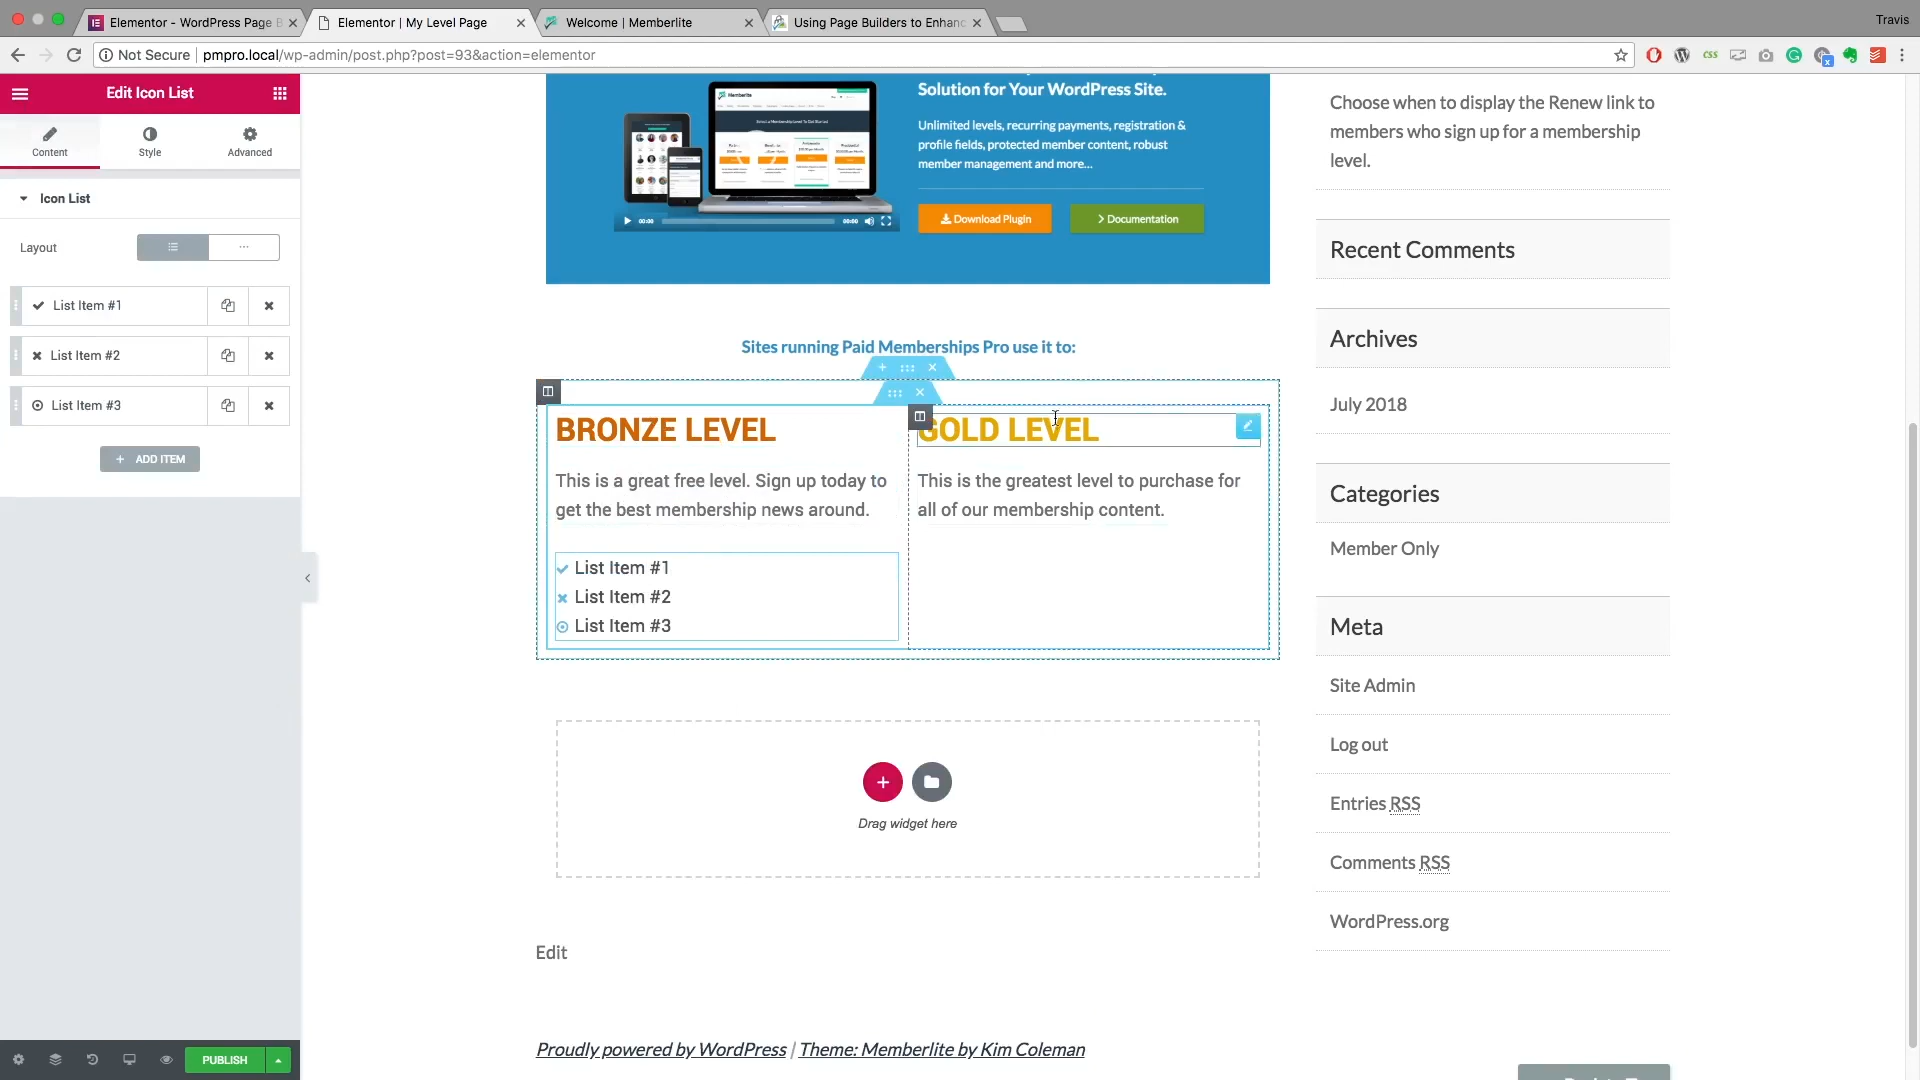 Elementor - WordPress Page B
Elementor | My Level Page
Welcome | Memberlite
Using Page Builders to Enhanc
Travis
Not Secure
pmpro.local/wp-admin/post.php?post=93&action=elementor
Edit Icon List
Content
Style
Advanced
Icon List
Layout
List Item #1
List Item #2
List Item #3
ADD ITEM
PUBLISH
Memberlite
00:00
00:00
Solution for Your WordPress Site.
Unlimited levels, recurring payments, registration &
profile fields, protected member content, robust
member management and more...
Download Plugin
Documentation
Sites running Paid Memberships Pro use it to:
BRONZE LEVEL
This is a great free level. Sign up today to
get the best membership news around.
List Item #1
List Item #2
List Item #3
GOLD LEVEL
This is the greatest level to purchase for
all of our membership content.
Drag widget here
Edit
Proudly powered by WordPress | Theme: Memberlite by Kim Coleman
Choose when to display the Renew link to
members who sign up for a membership
level.
Recent Comments
Archives
July 2018
Categories
Member Only
Meta
Site Admin
Log out
Entries RSS
Comments RSS
WordPress.org